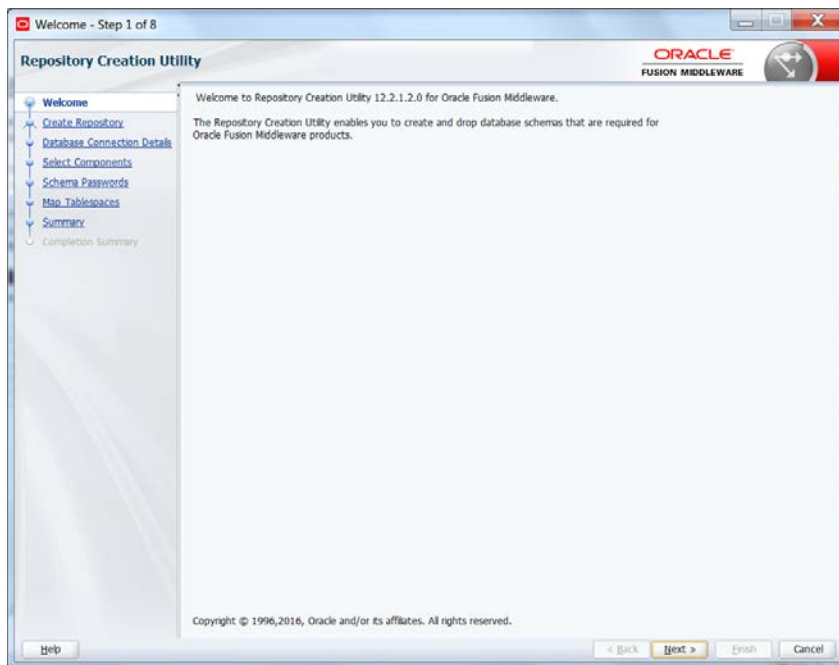 Welcome - Step 1 of 8
Repository Creation Utility
ORACLE
FUSION MIDDLEWARE
Welcome
Create Repository
Database Connection Details
Select Components
Schema Passwords
Map Tablespaces
Summary
Completion Summary
Welcome to Repository Creation Utility 12.2.1.2.0 for Oracle Fusion Middleware.
The Repository Creation Utility enables you to create and drop database schemas that are required for
Oracle Fusion Middleware products.
Copyright © 1996,2016, Oracle and/or its affiliates. All rights reserved.
Help
< Back
Next >
Finish
Cancel